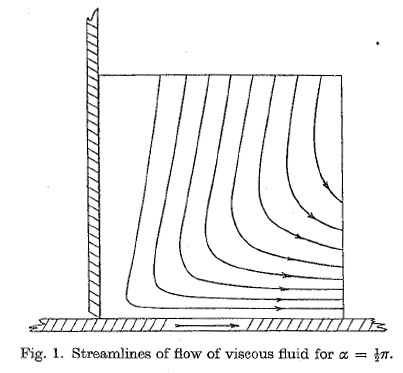 Fig. 1. Streamlines of flow of viscous fluid for α = ½π.